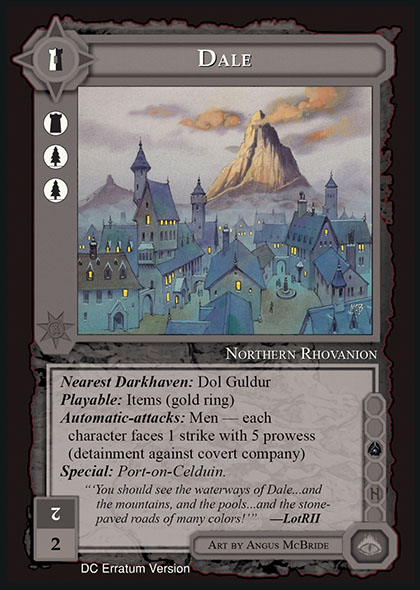 Dale
Northern Rhovanion
Nearest Darkhaven: Dol Guldur
Playable: Items (gold ring)
Automatic-attacks: Men — each
character faces 1 strike with 5 prowess
(detainment against covert company)
Special: Port-on-Celduin.
“‘You should see the waterways of Dale...and
the mountains, and the pools...and the stone-
paved roads of many colors!’” —LotRII
2
2
Art by Angus McBride
DC Erratum Version